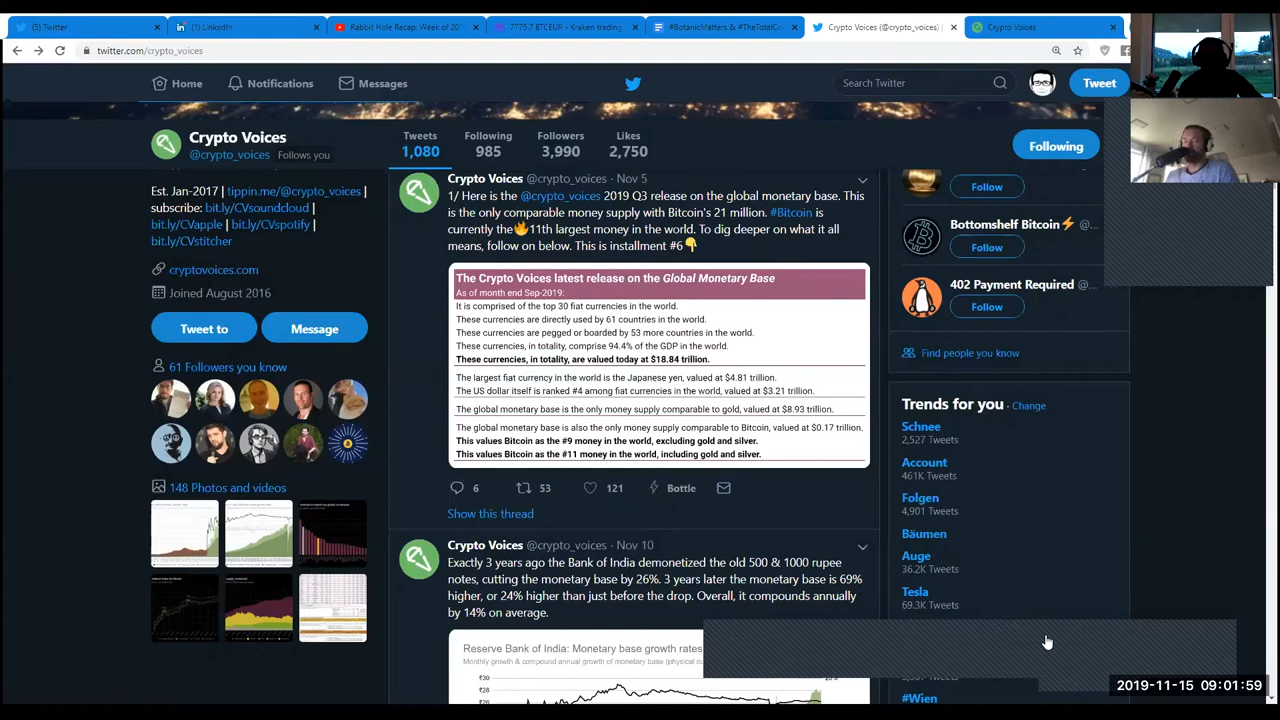 (5) Twitter
(1) LinkedIn
Rabbit Hole Recap: Week of 20
7775.7 BTCEUR - Kraken trading
#BotanicMatters & #TheTotalCo
Crypto Voices (@crypto_voices) |
Crypto Voices
twitter.com/crypto_voices
Home
Notifications
Messages
Search Twitter
Tweet
Crypto Voices
@crypto_voices Follows you
Tweets
1,080
Following
985
Followers
3,990
Likes
2,750
Following
Est. Jan-2017 | tippin.me/@crypto_voices |
subscribe: bit.ly/CVsoundcloud |
bit.ly/CVapple | bit.ly/CVspotify |
bit.ly/CVstitcher
cryptovoices.com
Joined August 2016
Tweet to
Message
61 Followers you know
148 Photos and videos
Crypto Voices @crypto_voices · Nov 5
1/ Here is the @crypto_voices 2019 Q3 release on the global monetary base. This
is the only comparable money supply with Bitcoin's 21 million. #Bitcoin is
currently the🔥11th largest money in the world. To dig deeper on what it all
means, follow on below. This is installment #6👇
The Crypto Voices latest release on the Global Monetary Base
As of month end Sep-2019:
It is comprised of the top 30 fiat currencies in the world.
These currencies are directly used by 61 countries in the world.
These currencies are pegged or boarded by 53 more countries in the world.
These currencies, in totality, comprise 94.4% of the GDP in the world.
These currencies, in totality, are valued today at $18.84 trillion.
The largest fiat currency in the world is the Japanese yen, valued at $4.81 trillion.
The US dollar itself is ranked #4 among fiat currencies in the world, valued at $3.21 trillion.
The global monetary base is the only money supply comparable to gold, valued at $8.93 trillion.
The global monetary base is also the only money supply comparable to Bitcoin, valued at $0.17 trillion.
This values Bitcoin as the #9 money in the world, excluding gold and silver.
This values Bitcoin as the #11 money in the world, including gold and silver.
6
53
121
Bottle
Show this thread
Crypto Voices @crypto_voices · Nov 10
Exactly 3 years ago the Bank of India demonetized the old 500 & 1000 rupee
notes, cutting the monetary base by 26%. 3 years later the monetary base is 69%
higher, or 24% higher than just before the drop. Overall, it compounds annually
by 14% on average.
Reserve Bank of India: Monetary base growth rates
Monthly growth & compound annual growth of monetary base (physical cu
₹30
₹28
₹26
Follow
Bottomshelf Bitcoin⚡ @...
Follow
402 Payment Required @...
Follow
Find people you know
Trends for you · Change
Schnee
2,527 Tweets
Account
461K Tweets
Folgen
4,901 Tweets
Bäumen
Auge
36.2K Tweets
Tesla
69.3K Tweets
#Wien
2019-11-15 09:01:59